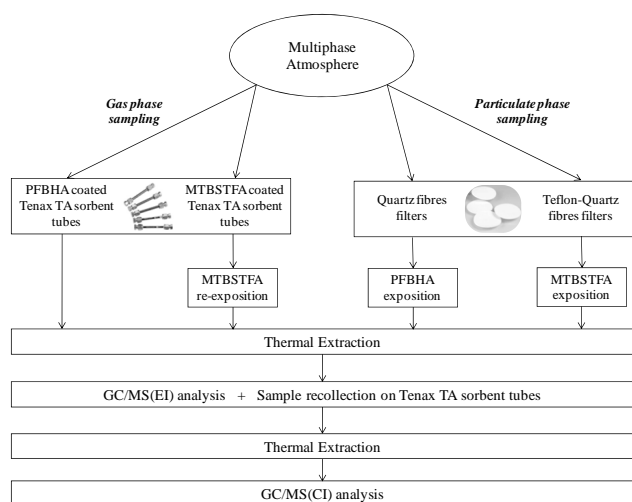 Multiphase
Atmosphere
Gas phase
sampling
Particulate phase
sampling
PFBHA coated
Tenax TA sorbent
tubes
MTBSTFA coated
Tenax TA sorbent
tubes
Quartz fibres
filters
Teflon-Quartz
fibres filters
MTBSTFA
re-exposition
PFBHA
exposition
MTBSTFA
exposition
Thermal Extraction
GC/MS(EI) analysis + Sample recollection on Tenax TA sorbent tubes
Thermal Extraction
GC/MS(CI) analysis